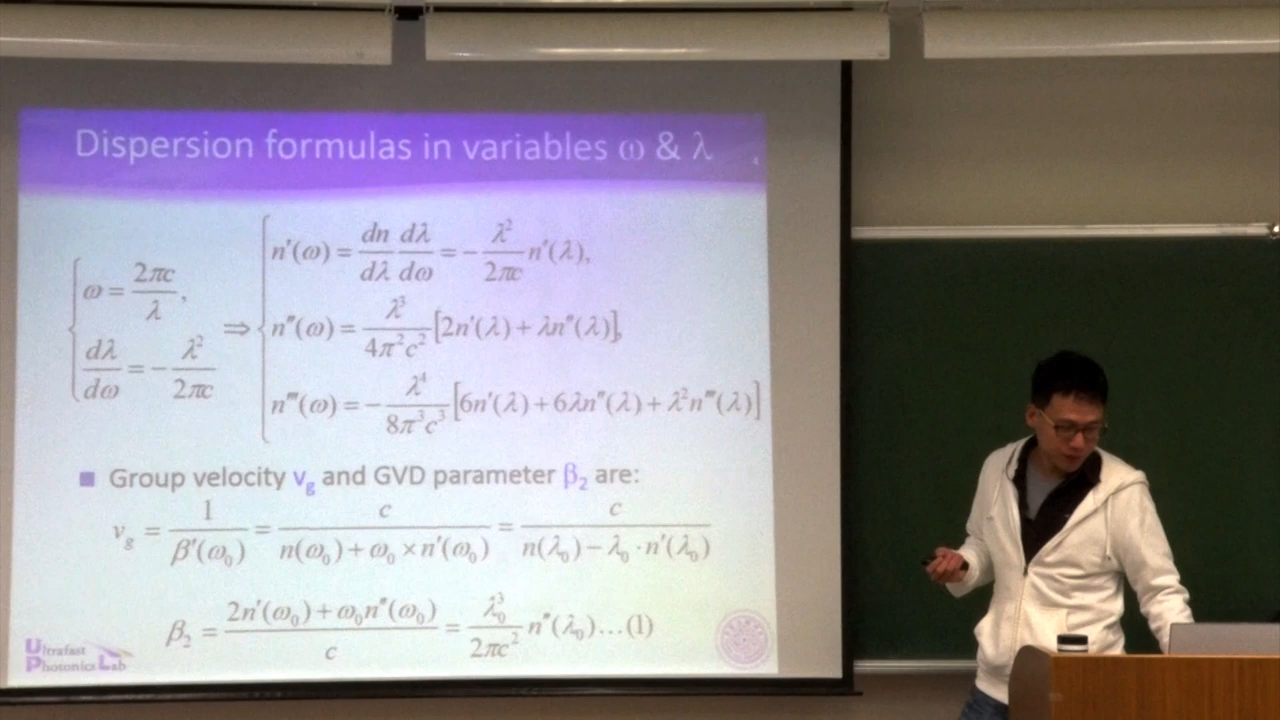 Dispersion formulas in variables ω & λ
ω = 2πc/λ,
dλ/dω = −λ²/2πc
⇒
n'(ω) = dn/dλ dλ/dω = −λ²/2πc n'(λ),
n''(ω) = λ³/4π²c² [2n'(λ) + λn''(λ)],
n'''(ω) = −λ⁴/8π³c³ [6n'(λ) + 6λn''(λ) + λ²n'''(λ)]
■ Group velocity v_g and GVD parameter β₂ are:
v_g = 1/β'(ω₀) = c/n(ω₀) + ω₀ × n'(ω₀) = c/n(λ₀) − λ₀ · n'(λ₀)
β₂ = 2n'(ω₀) + ω₀n''(ω₀)/c = λ₀³/2πc² n''(λ₀)...(1)
Ultrafast
Photonics Lab